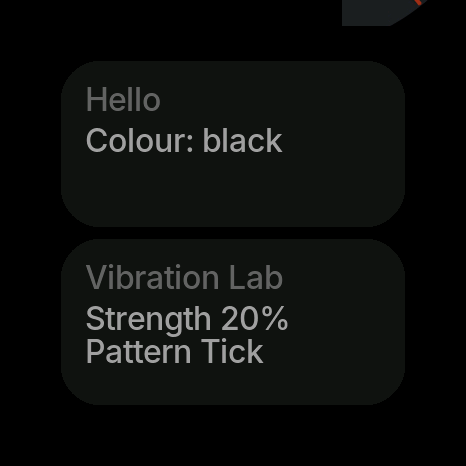 Hello
Colour: black
Vibration Lab
Strength 20%
Pattern Tick